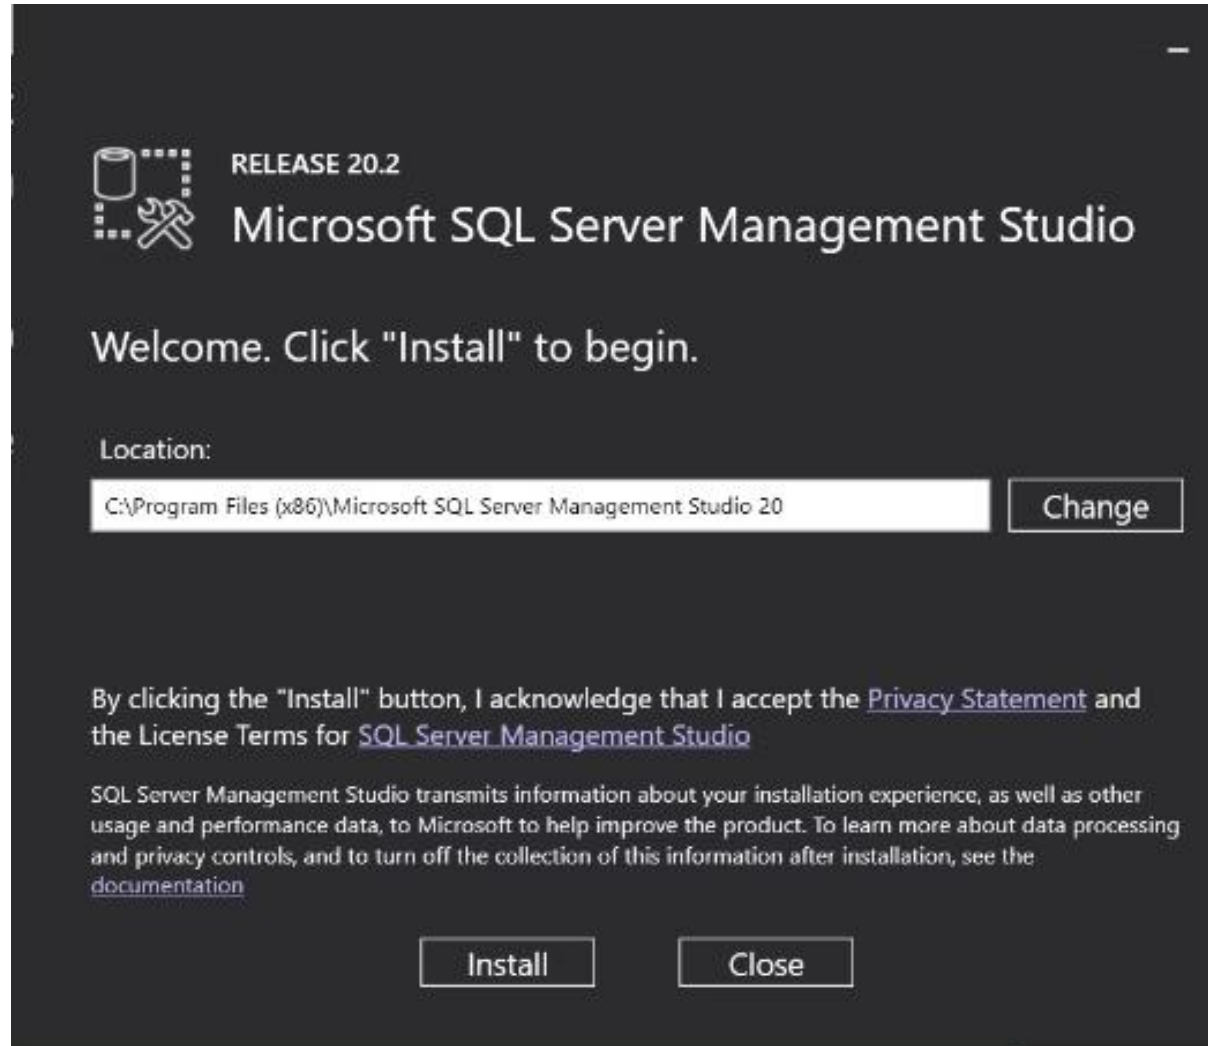 RELEASE 20.2
Microsoft SQL Server Management Studio
Welcome. Click "Install" to begin.
Location:
C:\Program Files (x86)\Microsoft SQL Server Management Studio 20
Change
By clicking the "Install" button, I acknowledge that I accept the Privacy Statement and
the License Terms for SQL Server Management Studio
SQL Server Management Studio transmits information about your installation experience, as well as other
usage and performance data, to Microsoft to help improve the product. To learn more about data processing
and privacy controls, and to turn off the collection of this information after installation, see the
documentation
Install
Close